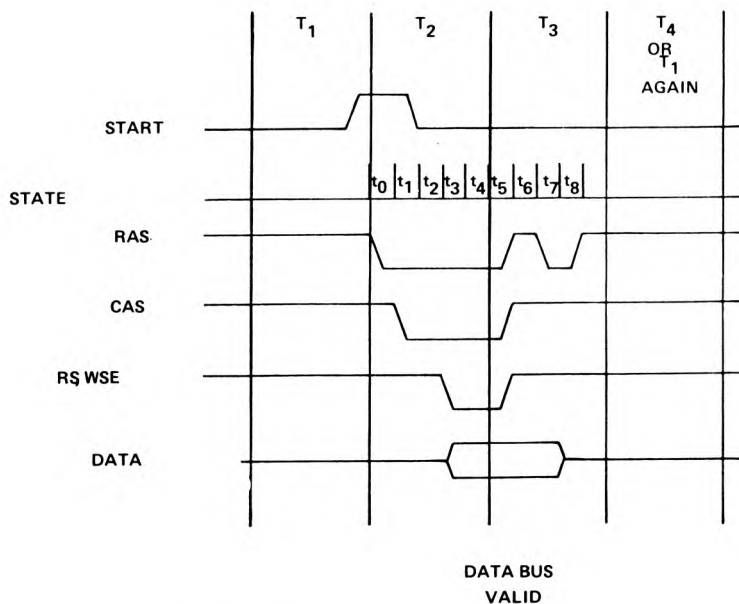 T1 T2 T3 T4
OR
T1
AGAIN
START
STATE t0 t1 t2 t3 t4 t5 t6 t7 t8
RAS
CAS
RS, WSE
DATA
DATA BUS
VALID